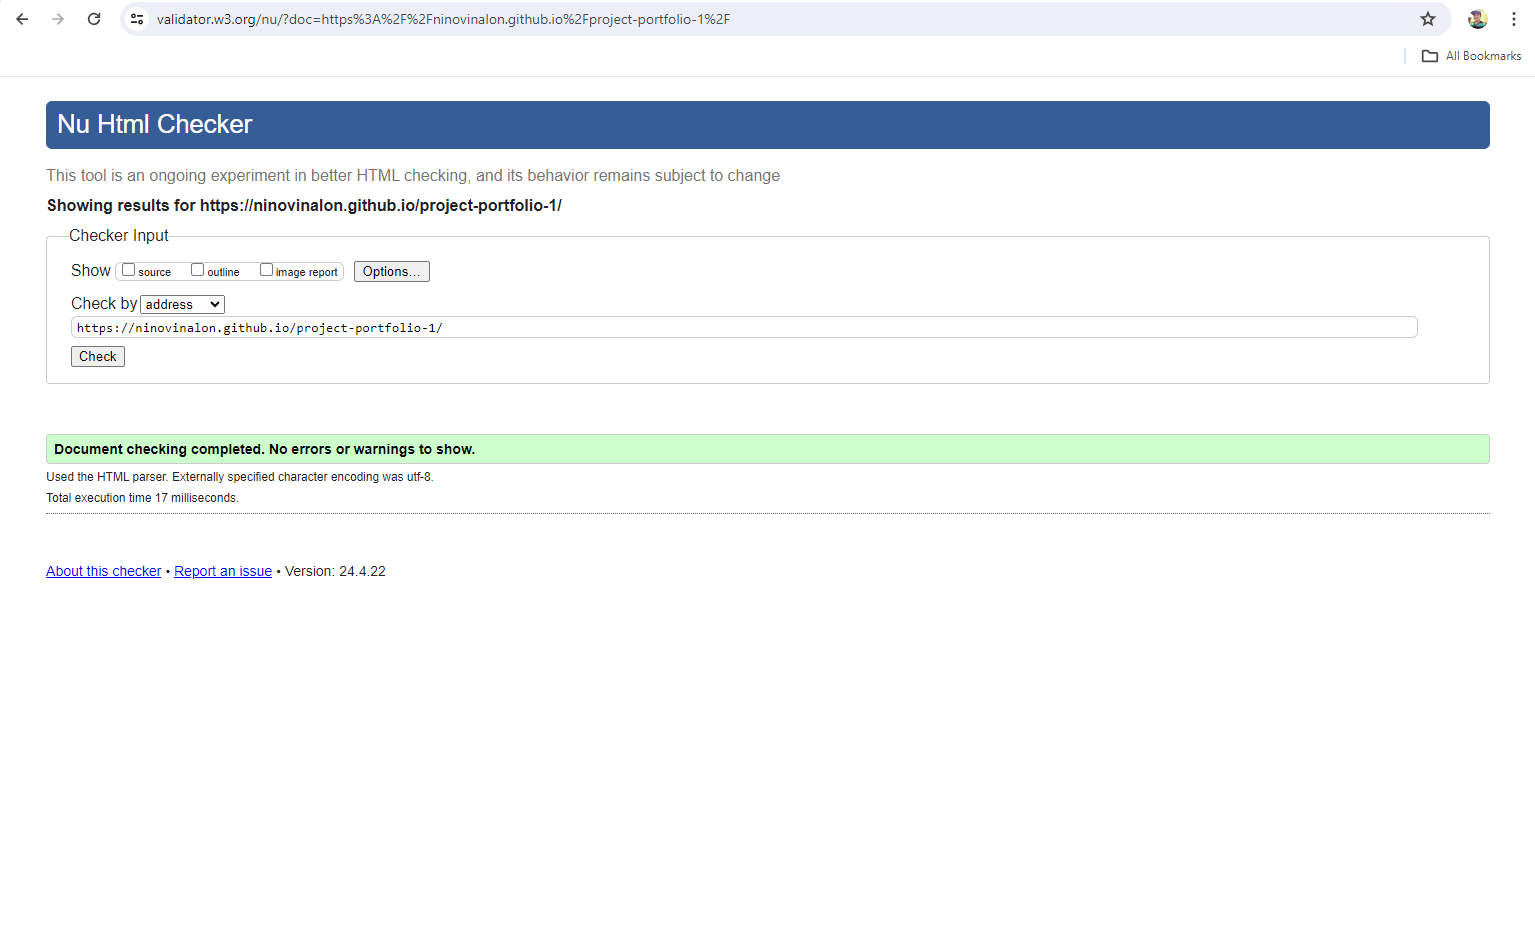 validator.w3.org/nu/?doc=https%3A%2F%2Fninovinalon.github.io%2Fproject-portfolio-1%2F
All Bookmarks
Nu Html Checker
This tool is an ongoing experiment in better HTML checking, and its behavior remains subject to change
Showing results for https://ninovinalon.github.io/project-portfolio-1/
Checker Input
Show source outline image report Options...
Check by address
https://ninovinalon.github.io/project-portfolio-1/
Check
Document checking completed. No errors or warnings to show.
Used the HTML parser. Externally specified character encoding was utf-8.
Total execution time 17 milliseconds.
About this checker • Report an issue • Version: 24.4.22